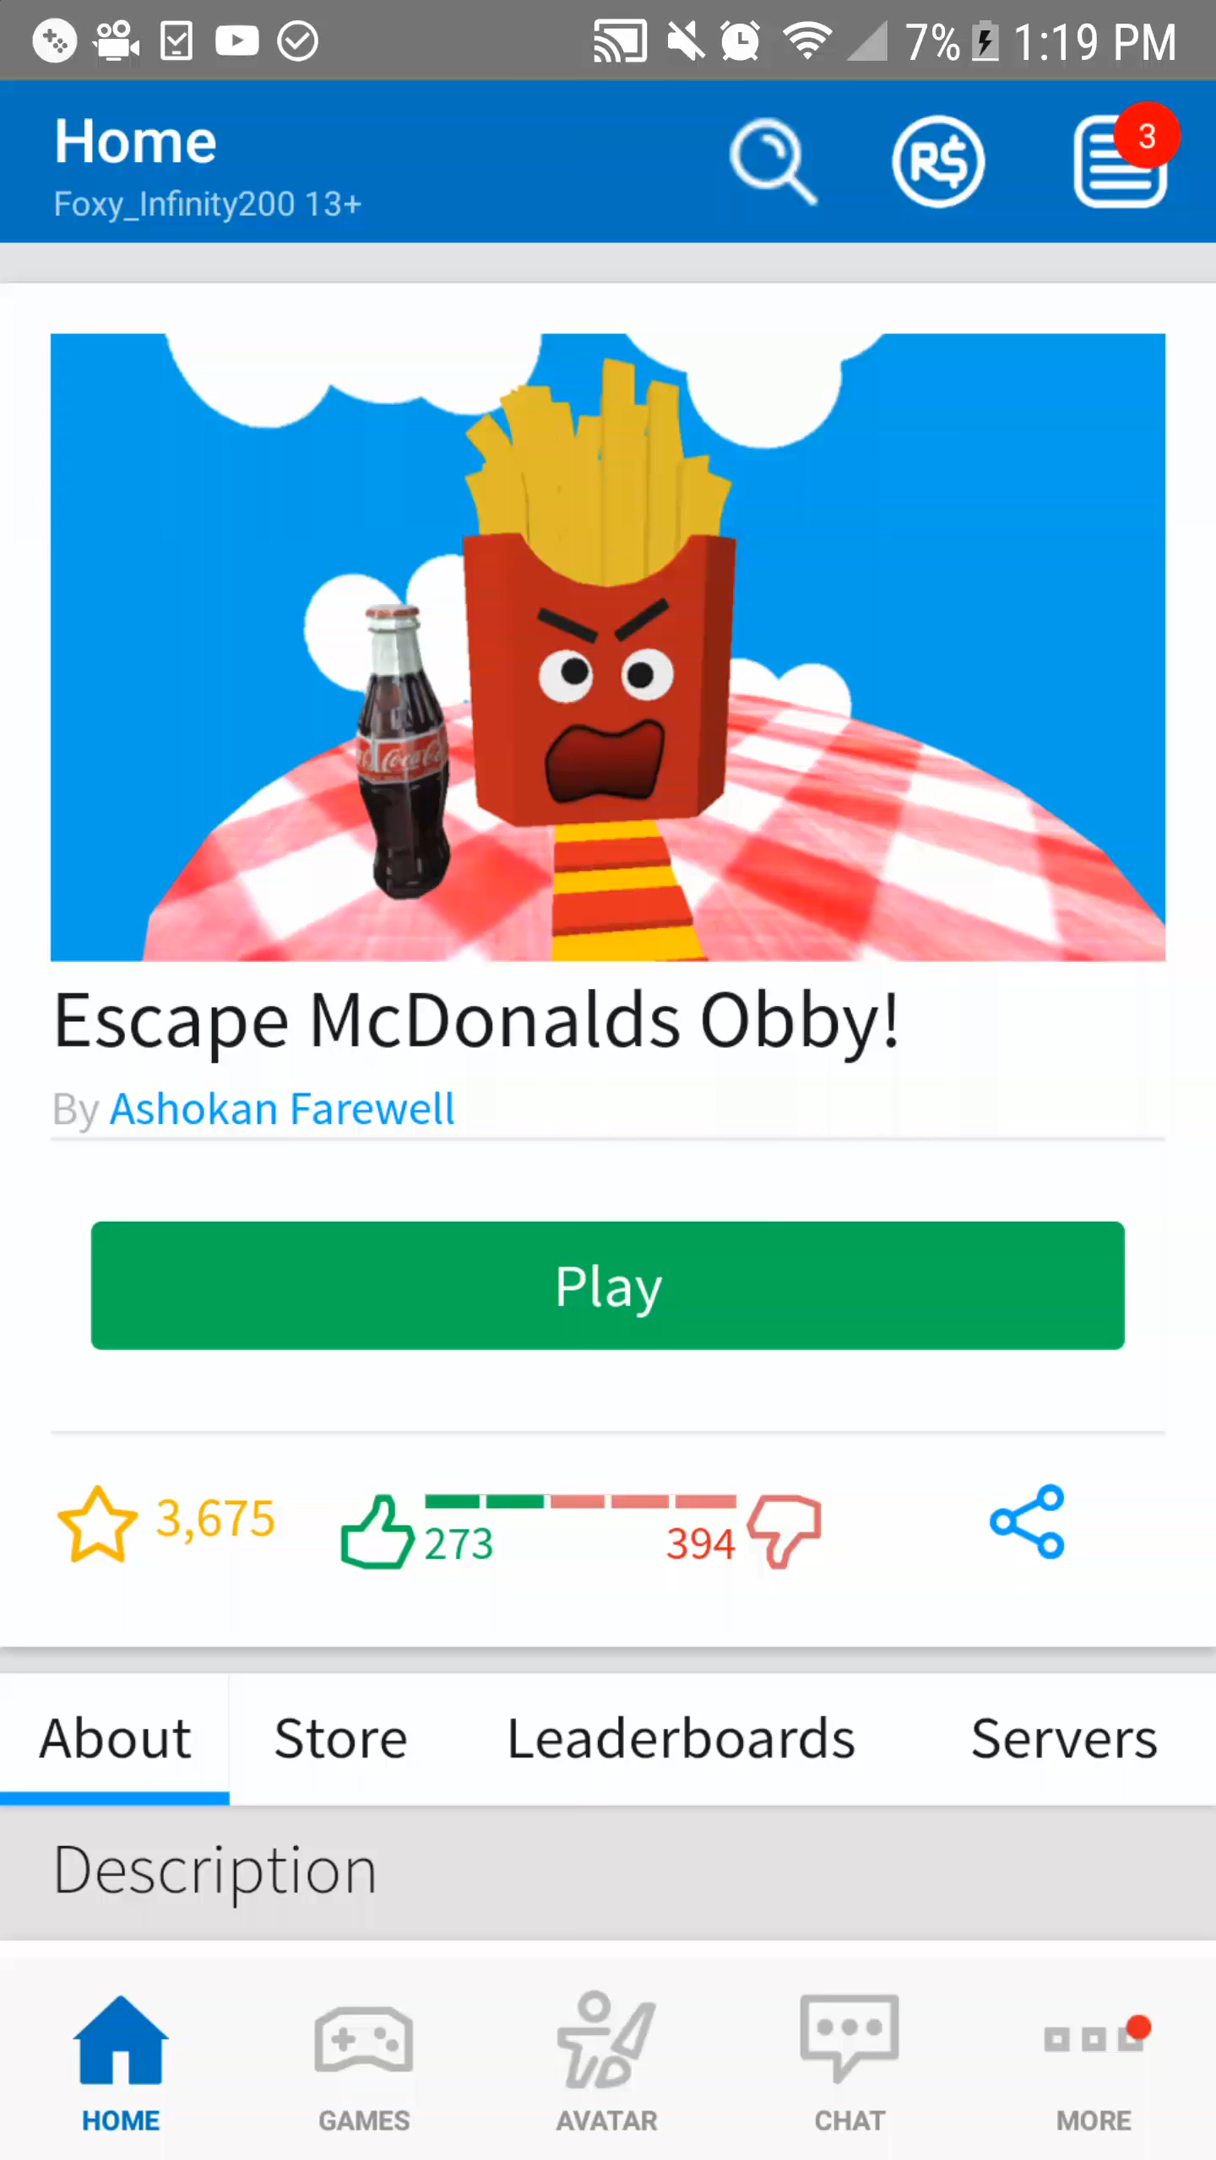 7% 1:19 PM
Home
Foxy_Infinity200 13+
R$
3
Coca-Cola
Escape McDonalds Obby!
By Ashokan Farewell
Play
3,675
273
394
About Store Leaderboards Servers
Description
HOME GAMES AVATAR CHAT MORE